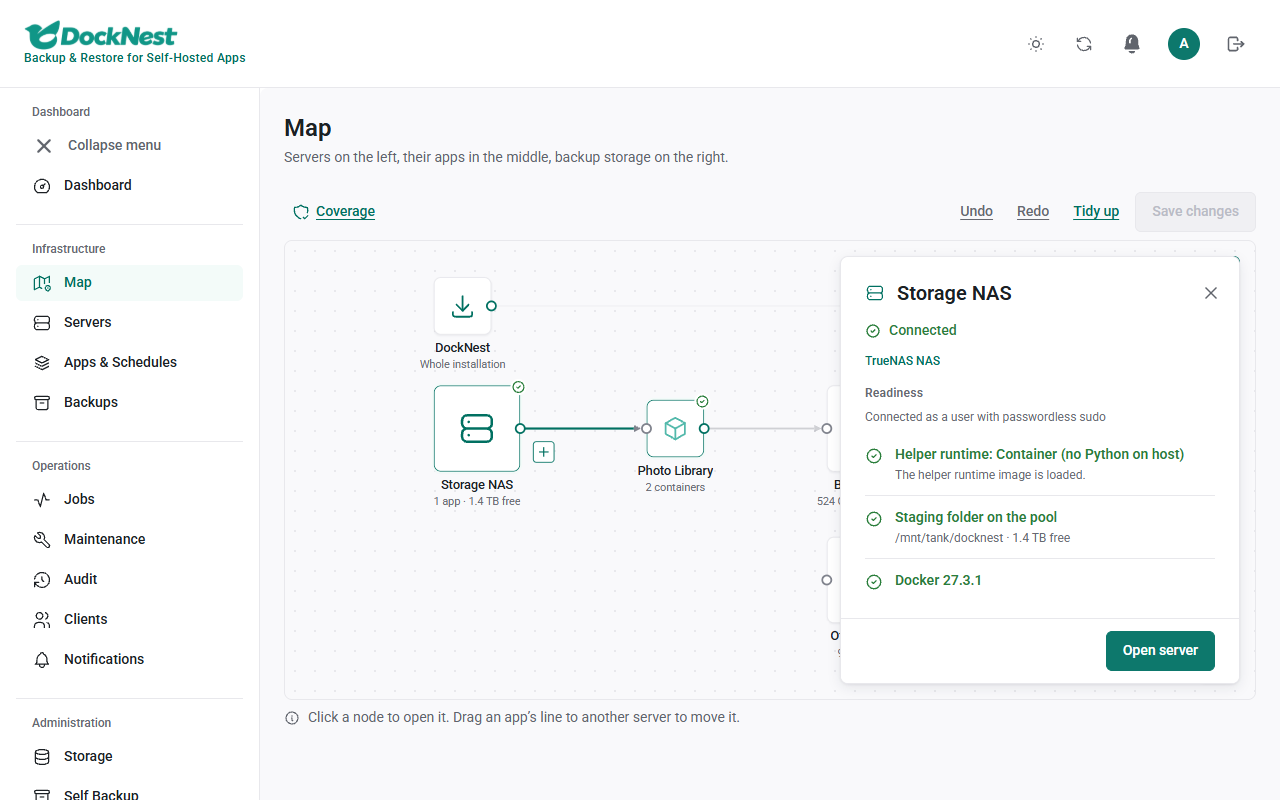 DockNest
Backup & Restore for Self-Hosted Apps
A
Dashboard
Collapse menu
Dashboard
Infrastructure
Map
Servers
Apps & Schedules
Backups
Operations
Jobs
Maintenance
Audit
Clients
Notifications
Administration
Storage
Self Backup
Map
Servers on the left, their apps in the middle, backup storage on the right.
Coverage
Undo
Redo
Tidy up
Save changes
DockNest
Whole installation
Storage NAS
1 app · 1.4 TB free
Photo Library
2 containers
524
Storage NAS
Connected
TrueNAS NAS
Readiness
Connected as a user with passwordless sudo
Helper runtime: Container (no Python on host)
The helper runtime image is loaded.
Staging folder on the pool
/mnt/tank/docknest · 1.4 TB free
Docker 27.3.1
Open server
Click a node to open it. Drag an app’s line to another server to move it.